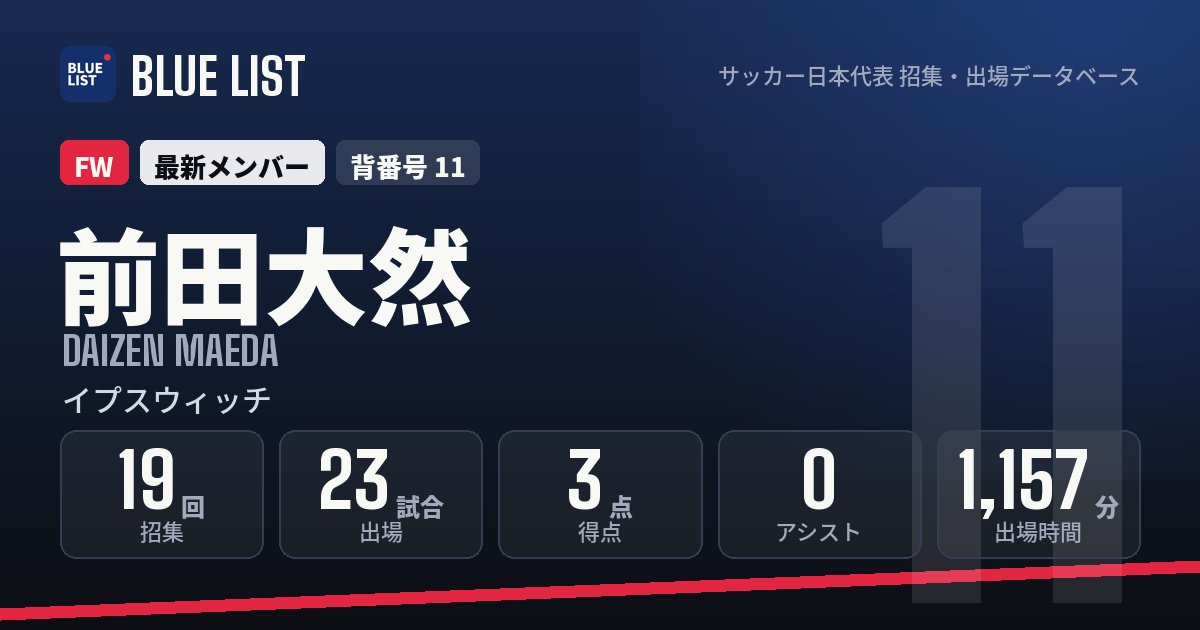 BLUE LIST
BLUE LIST
サッカー日本代表 招集・出場データベース
FW
最新メンバー
背番号 11
前田大然
DAIZEN MAEDA
イプスウィッチ
11
19回
招集
23試合
出場
3点
得点
0
アシスト
1,157分
出場時間